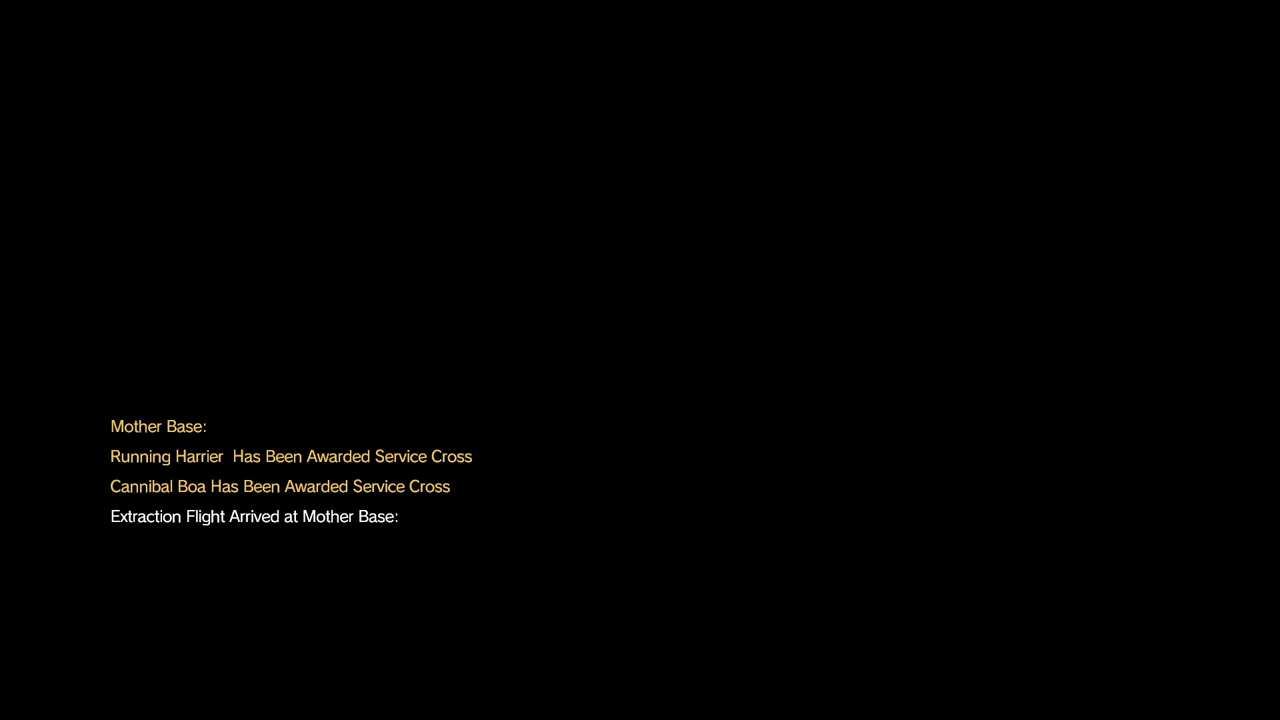 Mother Base:
Running Harrier  Has Been Awarded Service Cross
Cannibal Boa Has Been Awarded Service Cross
Extraction Flight Arrived at Mother Base: